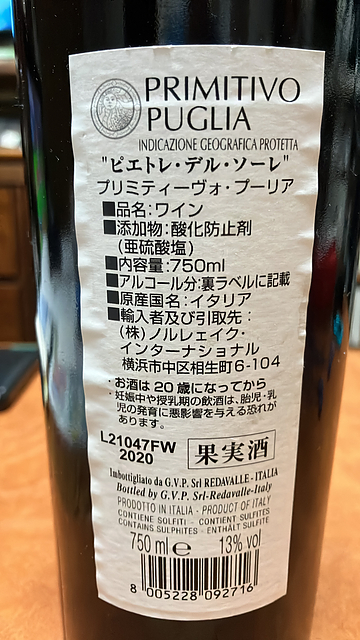 PRIMITIVO
PUGLIA
INDICAZIONE GEOGRAFICA PROTETTA
"ピエトレ・デル・ソーレ"
プリミティーヴォ・プーリア
■品名:ワイン
■添加物:酸化防止剤
(亜硫酸塩)
■内容量:750ml
■アルコール分:裏ラベルに記載
■原産国名:イタリア
■輸入者及び引取先:
(株)ノルレェイク・
インターナショナル
横浜市中区相生町6-104
・お酒は20歳になってから
・妊娠中や授乳期の飲酒は、胎児・乳
児の発育に悪影響を与える恐れが
あります。
L21047FW
2020
果実酒
Imbottigliato da G.V.P. Srl REDAVALLE - ITALIA
Bottled by G.V.P. Srl-Redavalle-Italy
PRODOTTO IN ITALIA - PRODUCT OF ITALY
CONTIENE SOLFITI - CONTIENT SULFITES
CONTAINS SULPHITES - ENTHÄLT SULFITE
750 ml e 13% vol
8 005228 092716